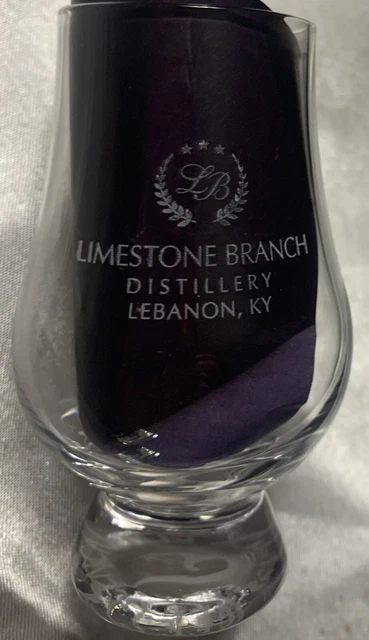 LB
LIMESTONE BRANCH
DISTILLERY
LEBANON, KY